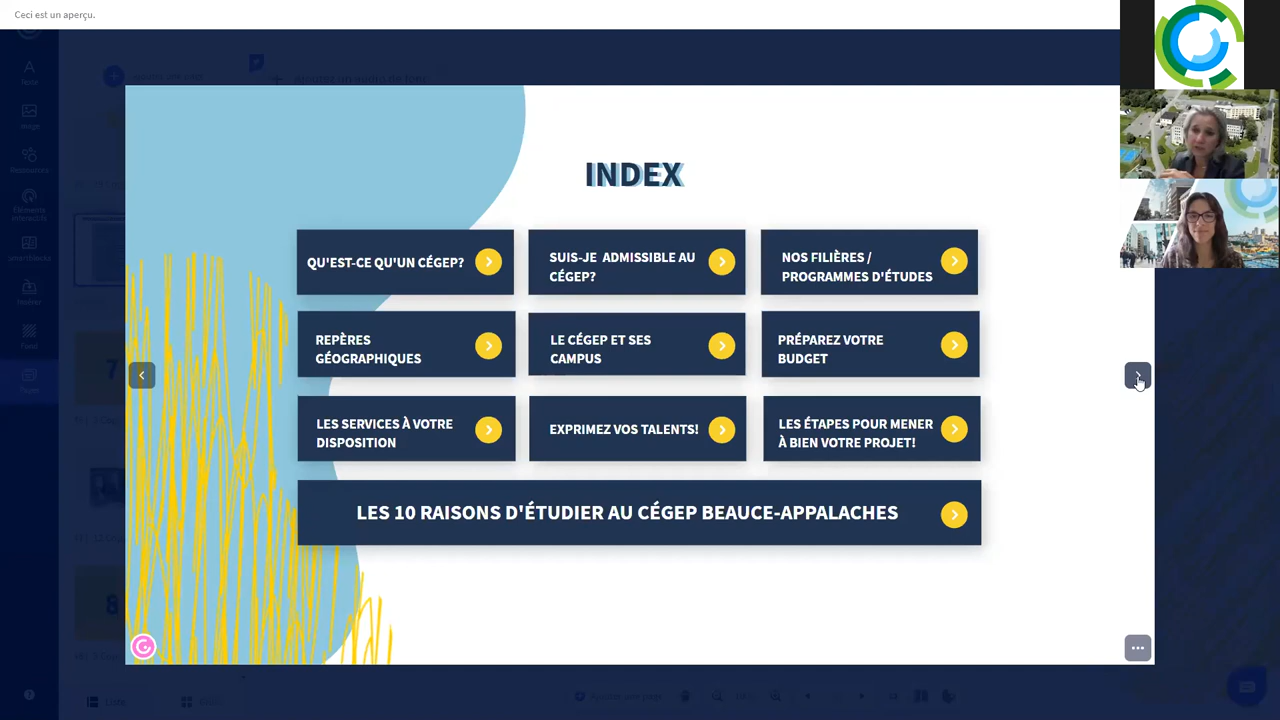 Ceci est un aperçu.
INDEX
QU'EST-CE QU'UN CÉGEP?
SUIS-JE ADMISSIBLE AU
CÉGEP?
NOS FILIÈRES /
PROGRAMMES D'ÉTUDES
REPÈRES
GÉOGRAPHIQUES
LE CÉGEP ET SES
CAMPUS
PRÉPAREZ VOTRE
BUDGET
LES SERVICES À VOTRE
DISPOSITION
EXPRIMEZ VOS TALENTS!
LES ÉTAPES POUR MENER
À BIEN VOTRE PROJET!
LES 10 RAISONS D'ÉTUDIER AU CÉGEP BEAUCE-APPALACHES
7
8